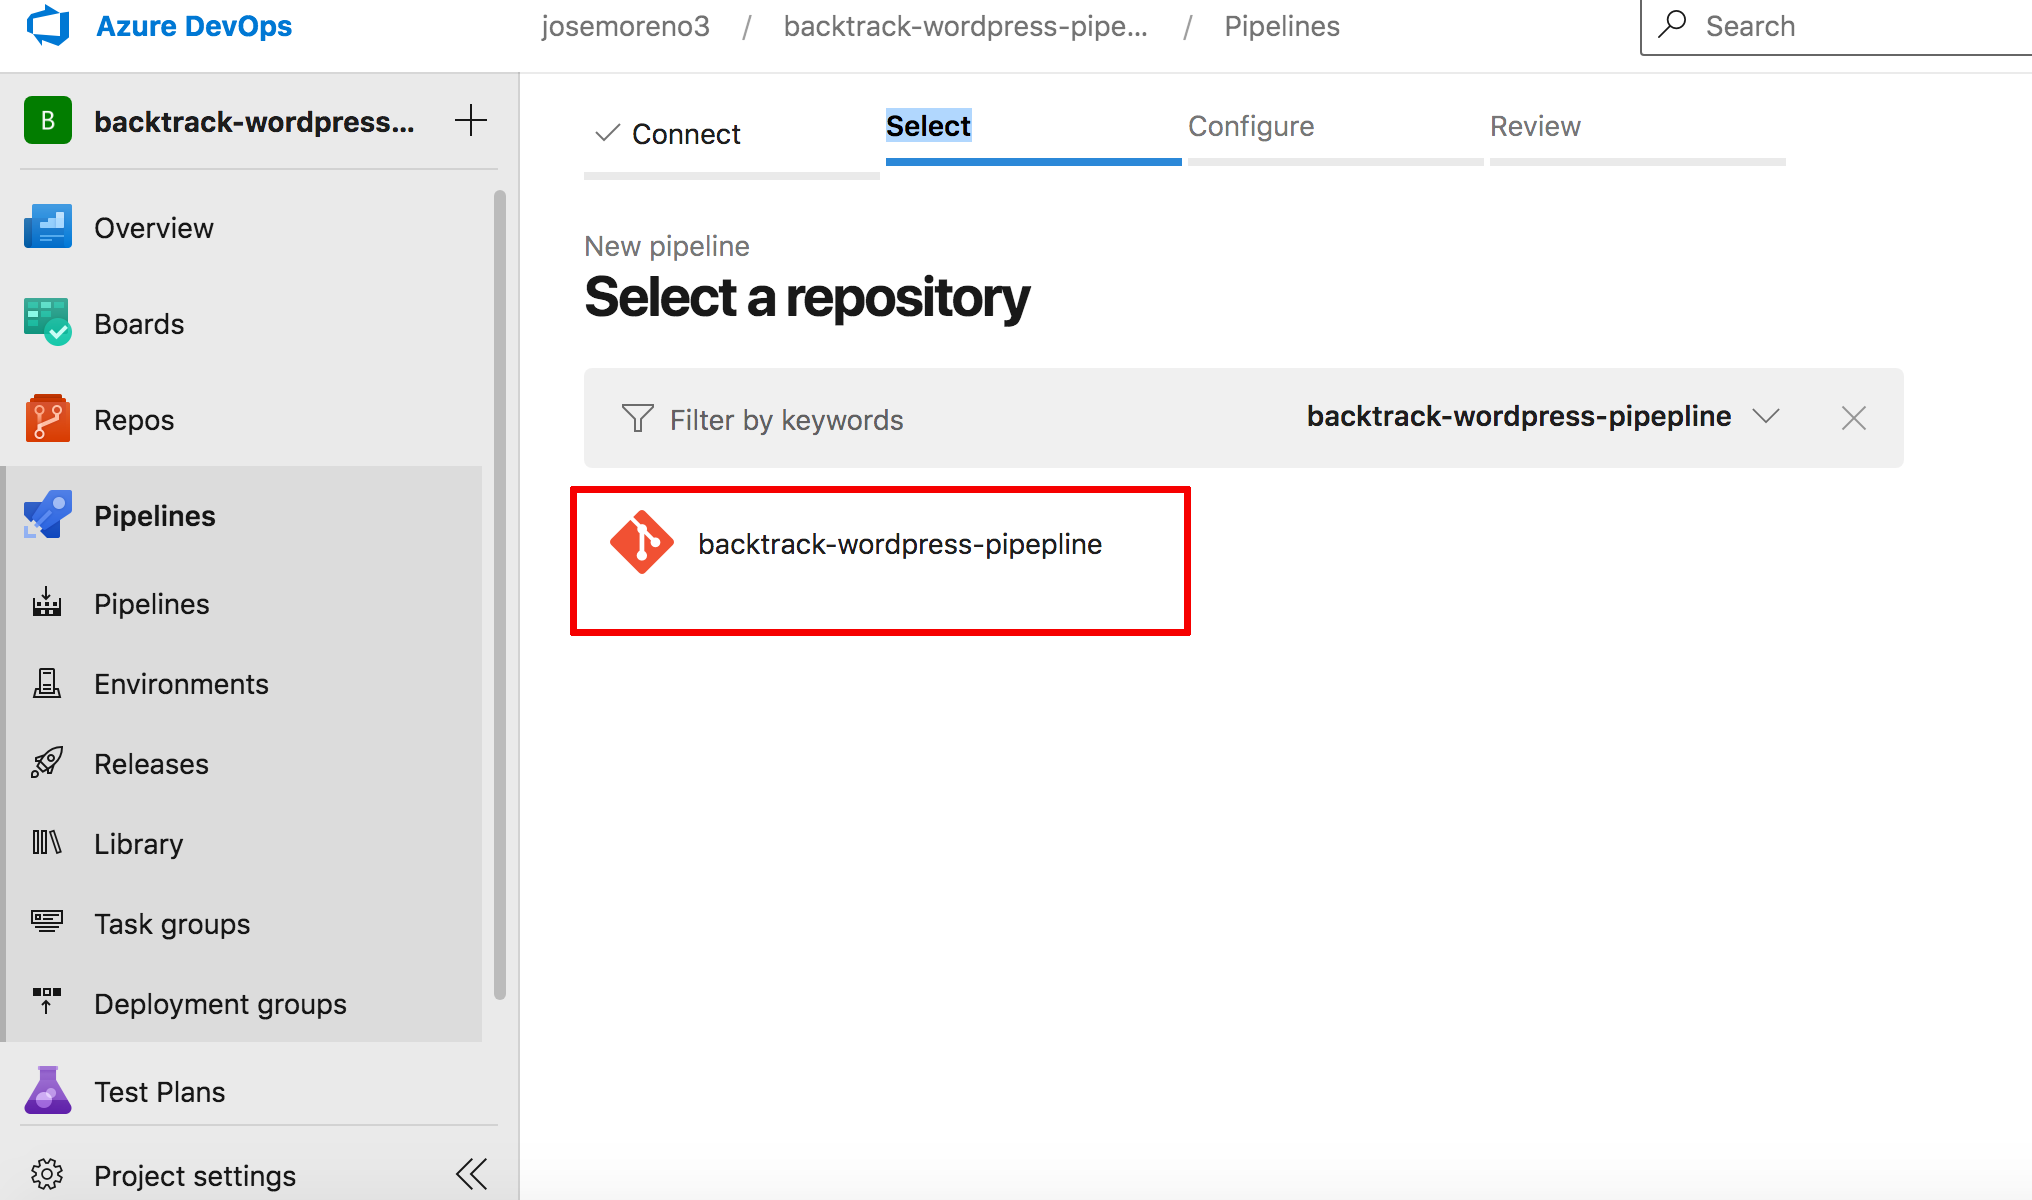 Azure DevOps
josemoreno3 / backtrack-wordpress-pipe... / Pipelines
Search
B backtrack-wordpress...
Overview
Boards
Repos
Pipelines
Pipelines
Environments
Releases
Library
Task groups
Deployment groups
Test Plans
Project settings
Connect
Select
Configure
Review
New pipeline
Select a repository
Filter by keywords
backtrack-wordpress-pipepline
backtrack-wordpress-pipepline